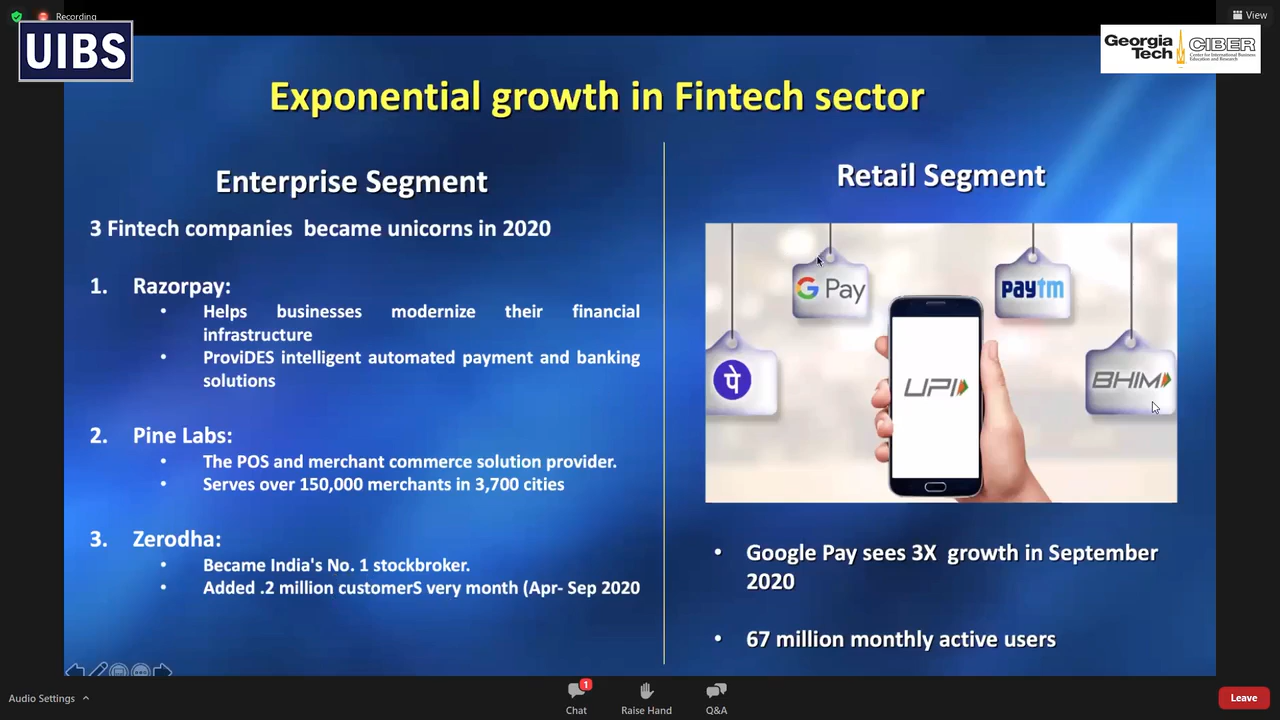 Recording
View
UIBS
Georgia
Tech
CIBER
Center for International Business
Education and Research
Exponential growth in Fintech sector
Enterprise Segment
3 Fintech companies  became unicorns in 2020
1. Razorpay:
• Helps businesses modernize their financial
infrastructure
• ProviDES intelligent automated payment and banking
solutions
2. Pine Labs:
• The POS and merchant commerce solution provider.
• Serves over 150,000 merchants in 3,700 cities
3. Zerodha:
• Became India's No. 1 stockbroker.
• Added .2 million customerS very month (Apr- Sep 2020
Retail Segment
G Pay
paytm
पे
UPI
BHIM
• Google Pay sees 3X  growth in September
2020
• 67 million monthly active users
Audio Settings
1
Chat
Raise Hand
Q&A
Leave